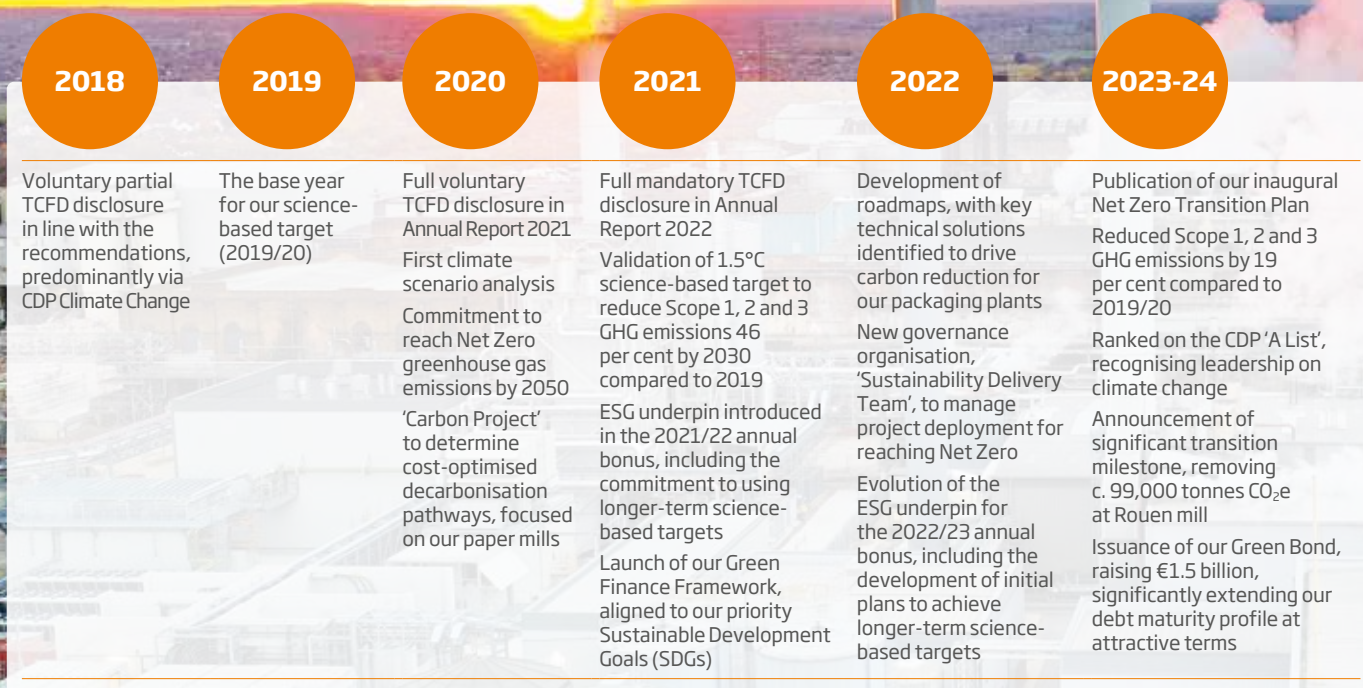 2018
Voluntary partial
TCFD disclosure
in line with the
recommendations,
predominantly via
CDP Climate Change
2019
The base year
for our science-
based target
(2019/20)
2020
Full voluntary
TCFD disclosure in
Annual Report 2021
First climate
scenario analysis
Commitment to
reach Net Zero
greenhouse gas
emissions by 2050
‘Carbon Project’
to determine
cost-optimised
decarbonisation
pathways, focused
on our paper mills
2021
Full mandatory TCFD
disclosure in Annual
Report 2022
Validation of 1.5°C
science-based target to
reduce Scope 1, 2 and 3
GHG emissions 46
per cent by 2030
compared to 2019
ESG underpin introduced
in the 2021/22 annual
bonus, including the
commitment to using
longer-term science-
based targets
Launch of our Green
Finance Framework,
aligned to our priority
Sustainable Development
Goals (SDGs)
2022
Development of
roadmaps, with key
technical solutions
identified to drive
carbon reduction for
our packaging plants
New governance
organisation,
‘Sustainability Delivery
Team’, to manage
project deployment for
reaching Net Zero
Evolution of the
ESG underpin for
the 2022/23 annual
bonus, including the
development of initial
plans to achieve
longer-term science-
based targets
2023-24
Publication of our inaugural
Net Zero Transition Plan
Reduced Scope 1, 2 and 3
GHG emissions by 19
per cent compared to
2019/20
Ranked on the CDP ‘A List’,
recognising leadership on
climate change
Announcement of
significant transition
milestone, removing
c. 99,000 tonnes CO₂e
at Rouen mill
Issuance of our Green Bond,
raising €1.5 billion,
significantly extending our
debt maturity profile at
attractive terms